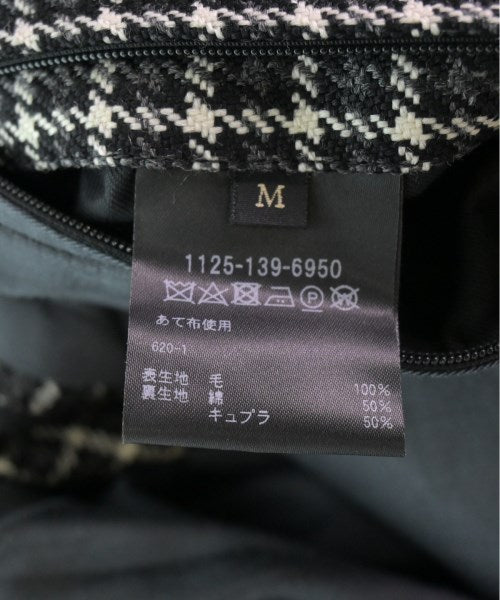 M
1125-139-6950
あて布使用
620-1
表生地 毛 100%
裏生地 綿 50%
キュプラ 50%